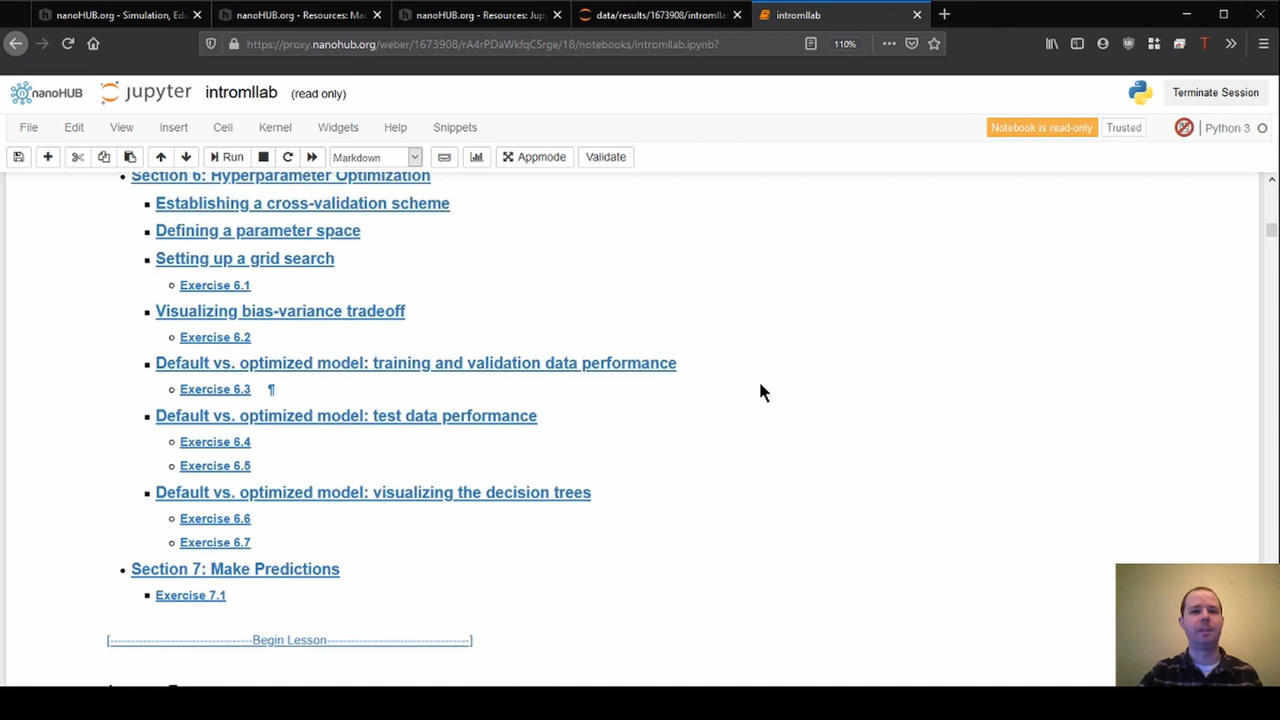 nanoHUB.org - Simulation, Edu
nanoHUB.org - Resources: Ma
nanoHUB.org - Resources: Jup
data/results/1673908/intromlla
intromllab
https://proxy.nanohub.org/weber/1673908/rA4rPDaWkfqCSrge/18/notebooks/intromllab.ipynb?
110%
nanoHUB jupyter intromllab (read only)
Terminate Session
File Edit View Insert Cell Kernel Widgets Help Snippets
Notebook is read-only
Trusted
Python 3
Run
Markdown
Appmode
Validate
Section 6: Hyperparameter Optimization
Establishing a cross-validation scheme
Defining a parameter space
Setting up a grid search
Exercise 6.1
Visualizing bias-variance tradeoff
Exercise 6.2
Default vs. optimized model: training and validation data performance
Exercise 6.3 ¶
Default vs. optimized model: test data performance
Exercise 6.4
Exercise 6.5
Default vs. optimized model: visualizing the decision trees
Exercise 6.6
Exercise 6.7
Section 7: Make Predictions
Exercise 7.1
[------------------------------------Begin Lesson------------------------------------]